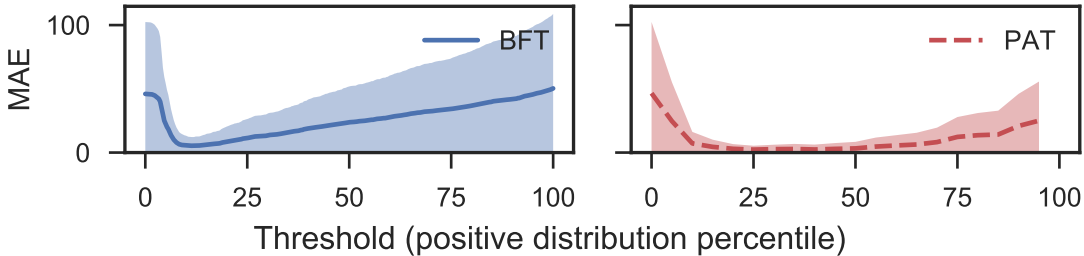 MAE
100
0
BFT
PAT
0 25 50 75 100
0 25 50 75 100
Threshold (positive distribution percentile)